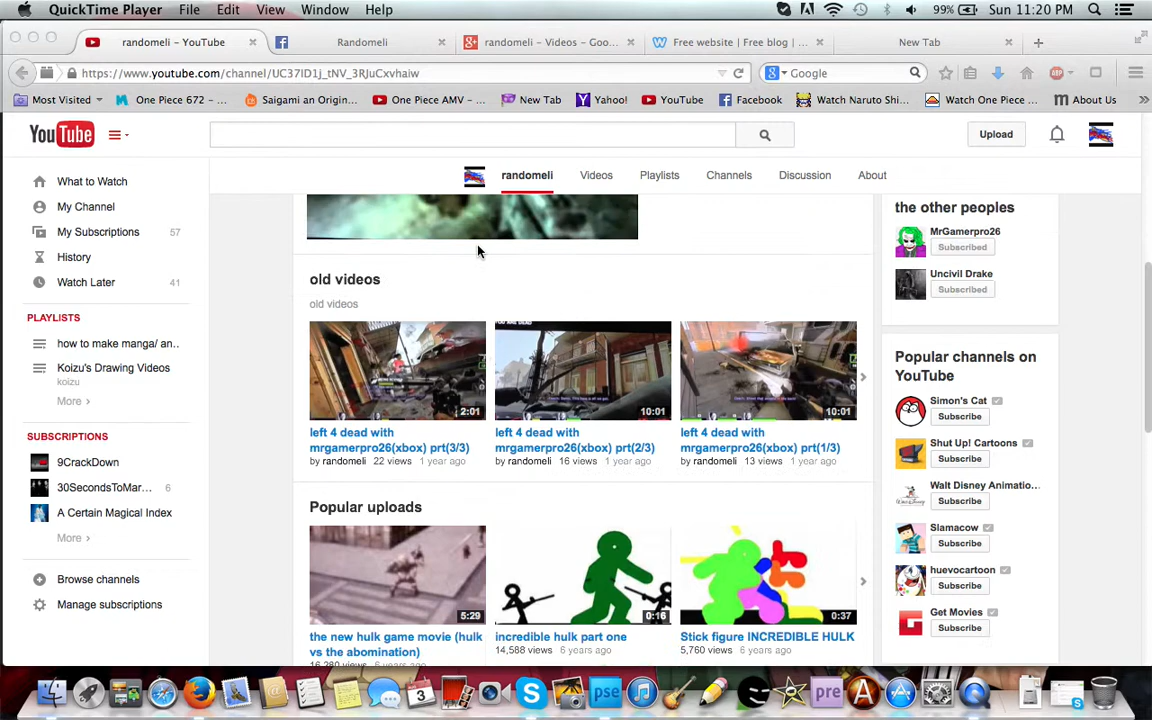 QuickTime Player File Edit View Window Help 99% Sun 11:20 PM
randomeli - YouTube Randomeli randomeli - Videos - Goo... Free website | Free blog | ... New Tab
https://www.youtube.com/channel/UC37ID1j_tNV_3RJuCxvhaiw Google
Most Visited One Piece 672 – ... Saigami an Origin... One Piece AMV – ... New Tab Yahoo! YouTube Facebook Watch Naruto Shi... Watch One Piece ... About Us
YouTube Upload
randomeli Videos Playlists Channels Discussion About
What to Watch
My Channel
My Subscriptions 57
History
Watch Later 41
PLAYLISTS
how to make manga/ an..
Koizu's Drawing Videos
koizu
More ›
SUBSCRIPTIONS
9CrackDown
30SecondsToMar... 6
A Certain Magical Index
More ›
Browse channels
Manage subscriptions
old videos
old videos
2:01 10:01 10:01
left 4 dead with left 4 dead with left 4 dead with
mrgamerpro26(xbox) prt(3/3) mrgamerpro26(xbox) prt(2/3) mrgamerpro26(xbox) prt(1/3)
by randomeli 22 views 1 year ago by randomeli 16 views 1 year ago by randomeli 13 views 1 year ago
Popular uploads
5:29 0:16 0:37
the new hulk game movie (hulk incredible hulk part one Stick figure INCREDIBLE HULK
vs the abomination) 14,588 views 6 years ago 5,760 views 6 years ago
16,280 views 6 years ago
the other peoples
MrGamerpro26
Subscribed
Uncivil Drake
Subscribed
Popular channels on
YouTube
Simon's Cat
Subscribe
Shut Up! Cartoons
Subscribe
Walt Disney Animatio...
Subscribe
Slamacow
Subscribe
huevocartoon
Subscribe
Get Movies
Subscribe
3 pse pre